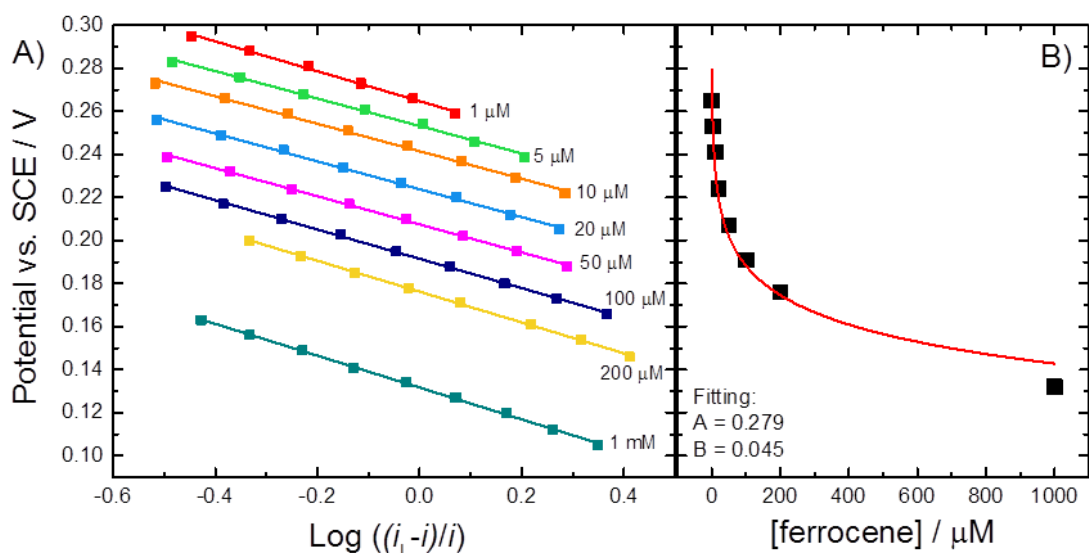 A)
B)
0.30
0.28
0.26
0.24
0.22
0.20
0.18
0.16
0.14
0.12
0.10
Potential vs. SCE / V
1 µM
5 µM
10 µM
20 µM
50 µM
100 µM
200 µM
1 mM
-0.6 -0.4 -0.2 0.0 0.2 0.4
Log ((iL-i)/i)
Fitting:
A = 0.279
B = 0.045
0 200 400 600 800 1000
[ferrocene] / µM